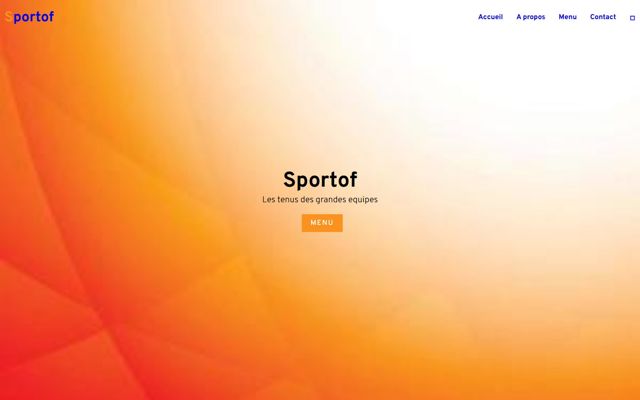 Sportof
Accueil
A propos
Menu
Contact
Sportof
Les tenus des grandes equipes
MENU